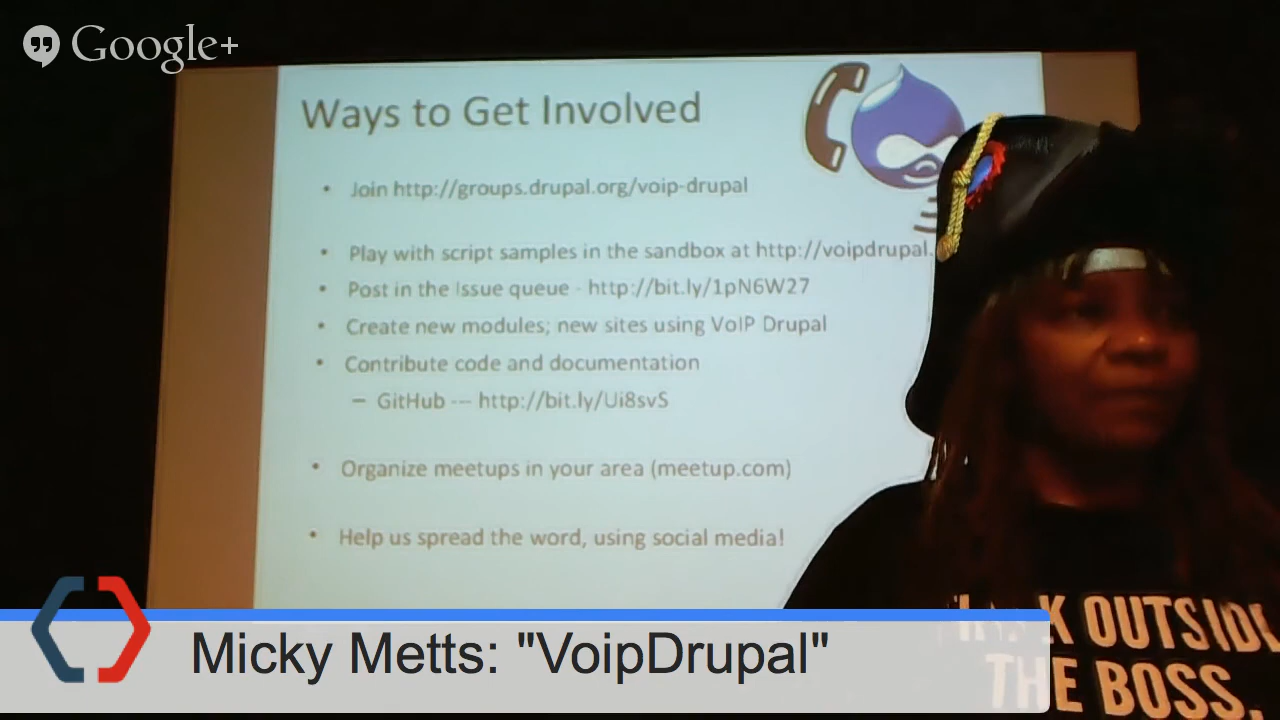 Google+
Ways to Get Involved
• Join http://groups.drupal.org/voip-drupal
• Play with script samples in the sandbox at http://voipdrupal.
• Post in the Issue queue - http://bit.ly/1pN6W27
• Create new modules; new sites using VoIP Drupal
• Contribute code and documentation
– GitHub --- http://bit.ly/Ui8svS
• Organize meetups in your area (meetup.com)
• Help us spread the word, using social media!
Micky Metts: "VoipDrupal"
OUTSIDE
THE BOSS.